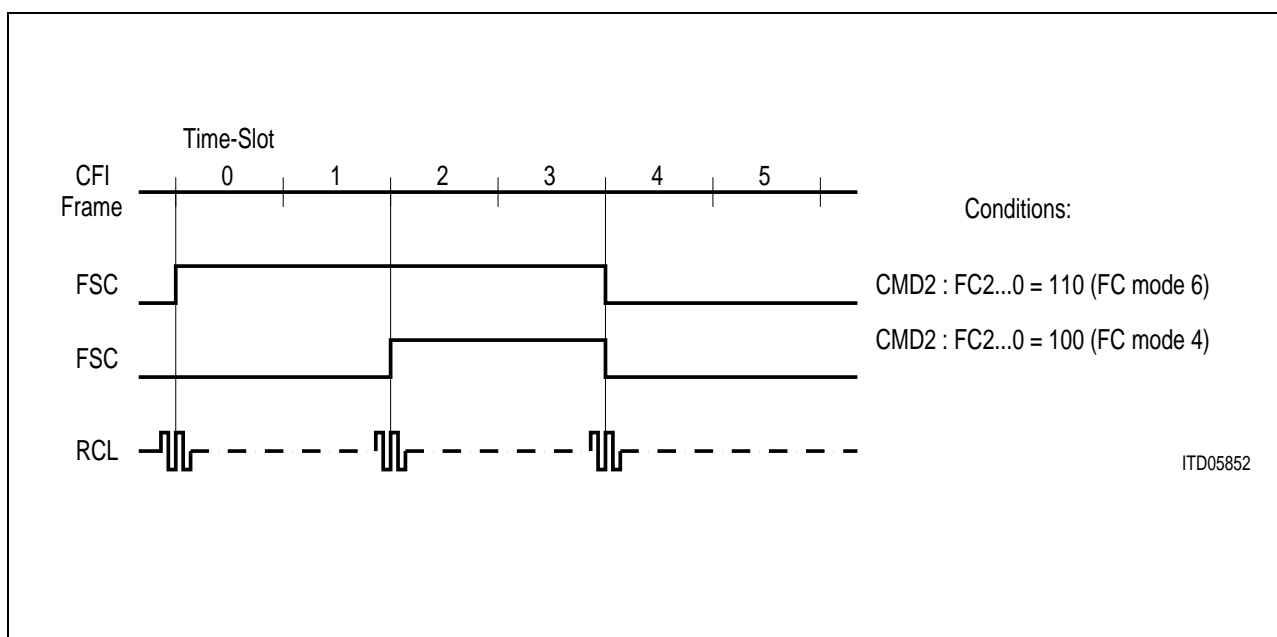 Time-Slot
CFI
Frame
0 1 2 3 4 5
Conditions:
FSC
CMD2 : FC2...0 = 110 (FC mode 6)
FSC
CMD2 : FC2...0 = 100 (FC mode 4)
RCL
ITD05852